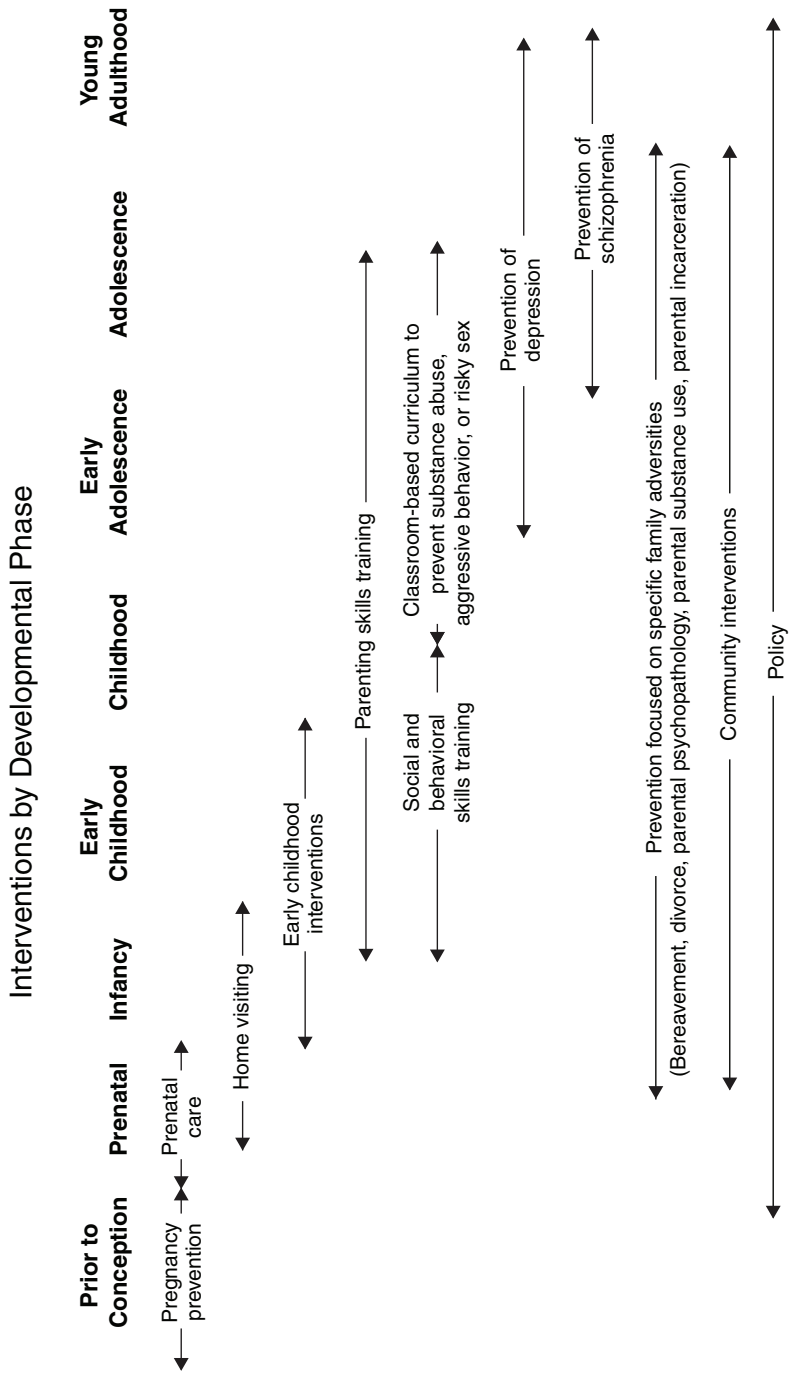 Interventions by Developmental Phase
Prior to
Conception
Prenatal
Infancy
Early
Childhood
Childhood
Early
Adolescence
Adolescence
Young
Adulthood
Pregnancy
prevention
Prenatal
care
Home visiting
Early childhood
interventions
Parenting skills training
Social and
behavioral
skills training
Classroom-based curriculum to
prevent substance abuse,
aggressive behavior, or risky sex
Prevention of
depression
Prevention of
schizophrenia
Prevention focused on specific family adversities
(Bereavement, divorce, parental psychopathology, parental substance use, parental incarceration)
Community interventions
Policy